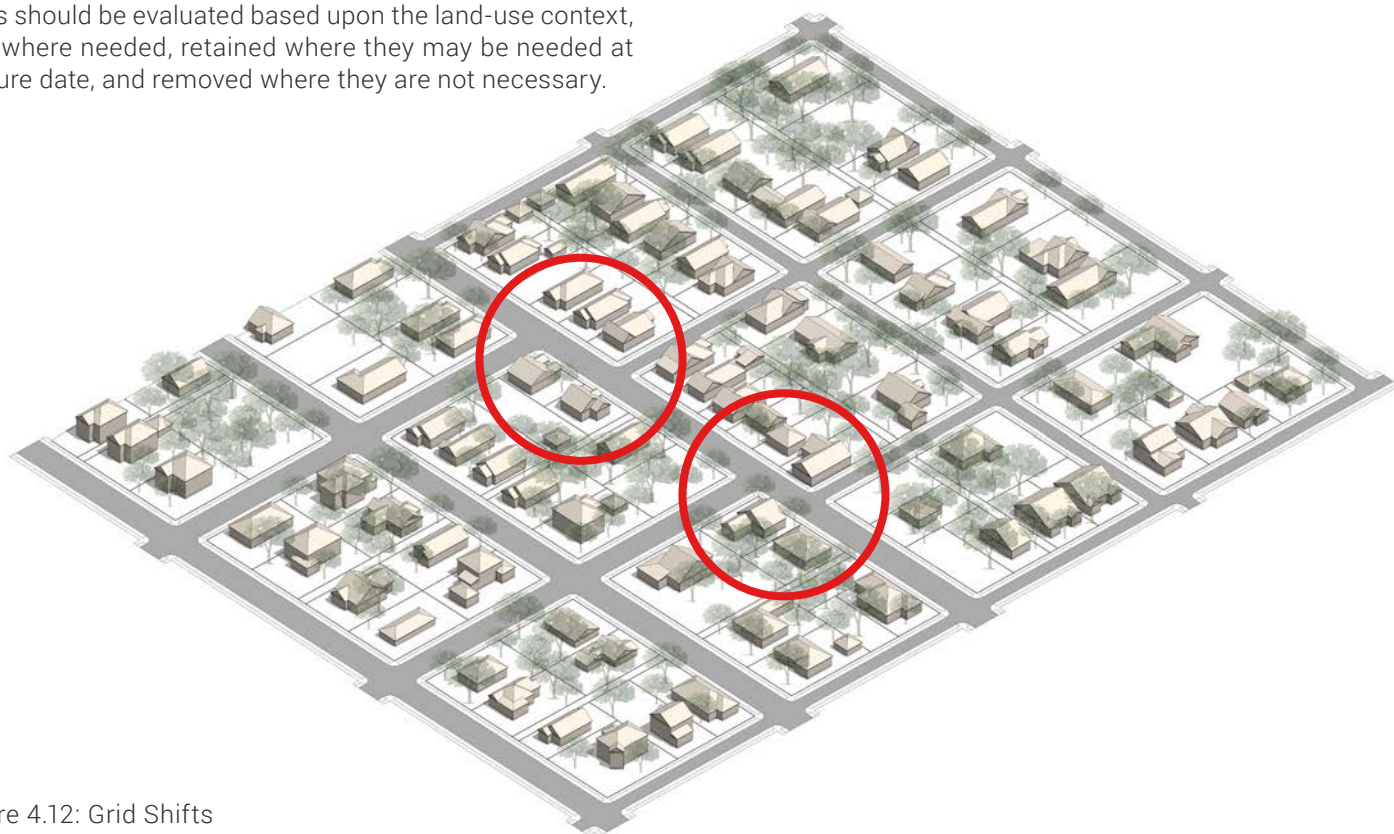 s should be evaluated based upon the land-use context,
where needed, retained where they may be needed at
ure date, and removed where they are not necessary.
re 4.12: Grid Shifts